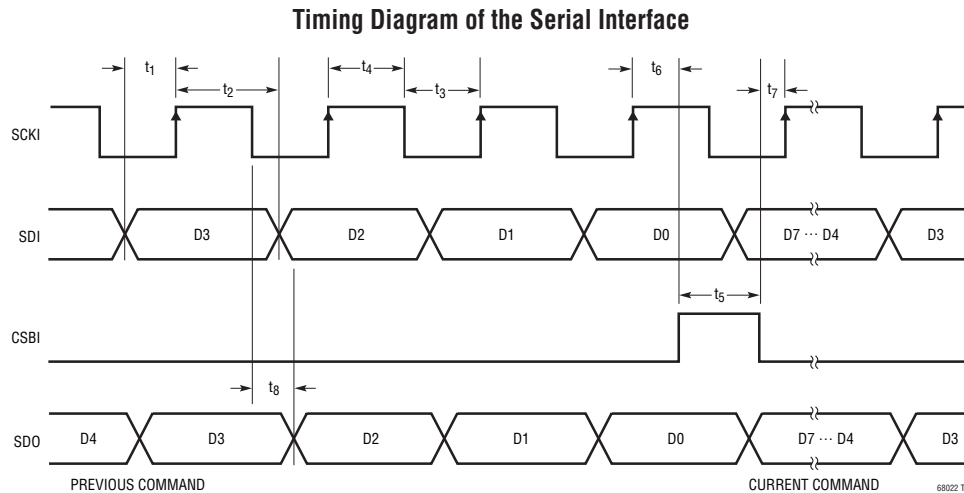 Timing Diagram of the Serial Interface
t1
t4
t6
t2
t3
t7
SCKI
SDI
D3
D2
D1
D0
D7 ··· D4
D3
t5
CSBI
t8
SDO
D4
D3
D2
D1
D0
D7 ··· D4
D3
PREVIOUS COMMAND
CURRENT COMMAND
68022 T